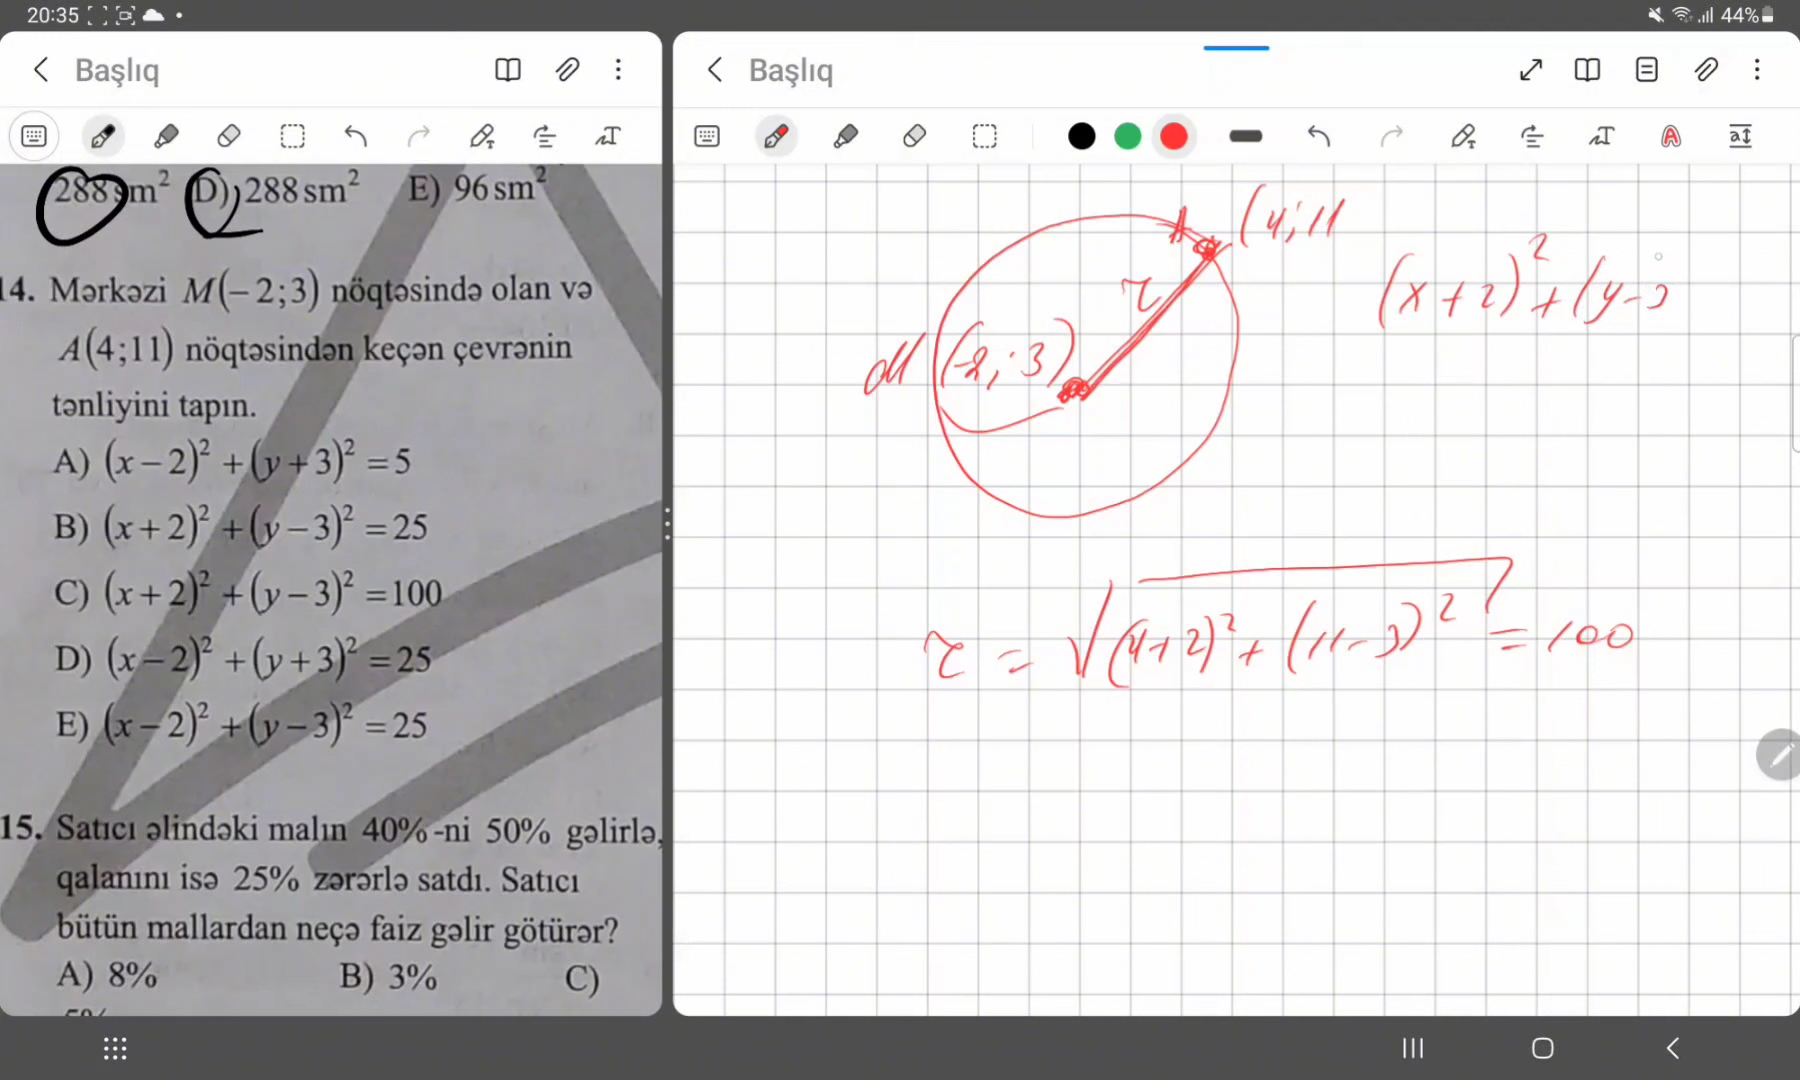 20:35
44%
Başlıq
288 sm² D) 288 sm² E) 96 sm²
14. Mərkəzi M(−2;3) nöqtəsində olan və
A(4;11) nöqtəsindən keçən çevrənin
tənliyini tapın.
A) (x−2)² + (y+3)² = 5
B) (x+2)² + (y−3)² = 25
C) (x+2)² + (y−3)² = 100
D) (x−2)² + (y+3)² = 25
E) (x−2)² + (y−3)² = 25
15. Satıcı əlindəki malın 40%-ni 50% gəlirlə,
qalanını isə 25% zərərlə satdı. Satıcı
bütün mallardan neçə faiz gəlir götürər?
A) 8% B) 3% C)
Başlıq
A (4;11
r
M (-2;3)
(x+2)² + (y-3
r = √(4+2)² + (11-3)² = 100